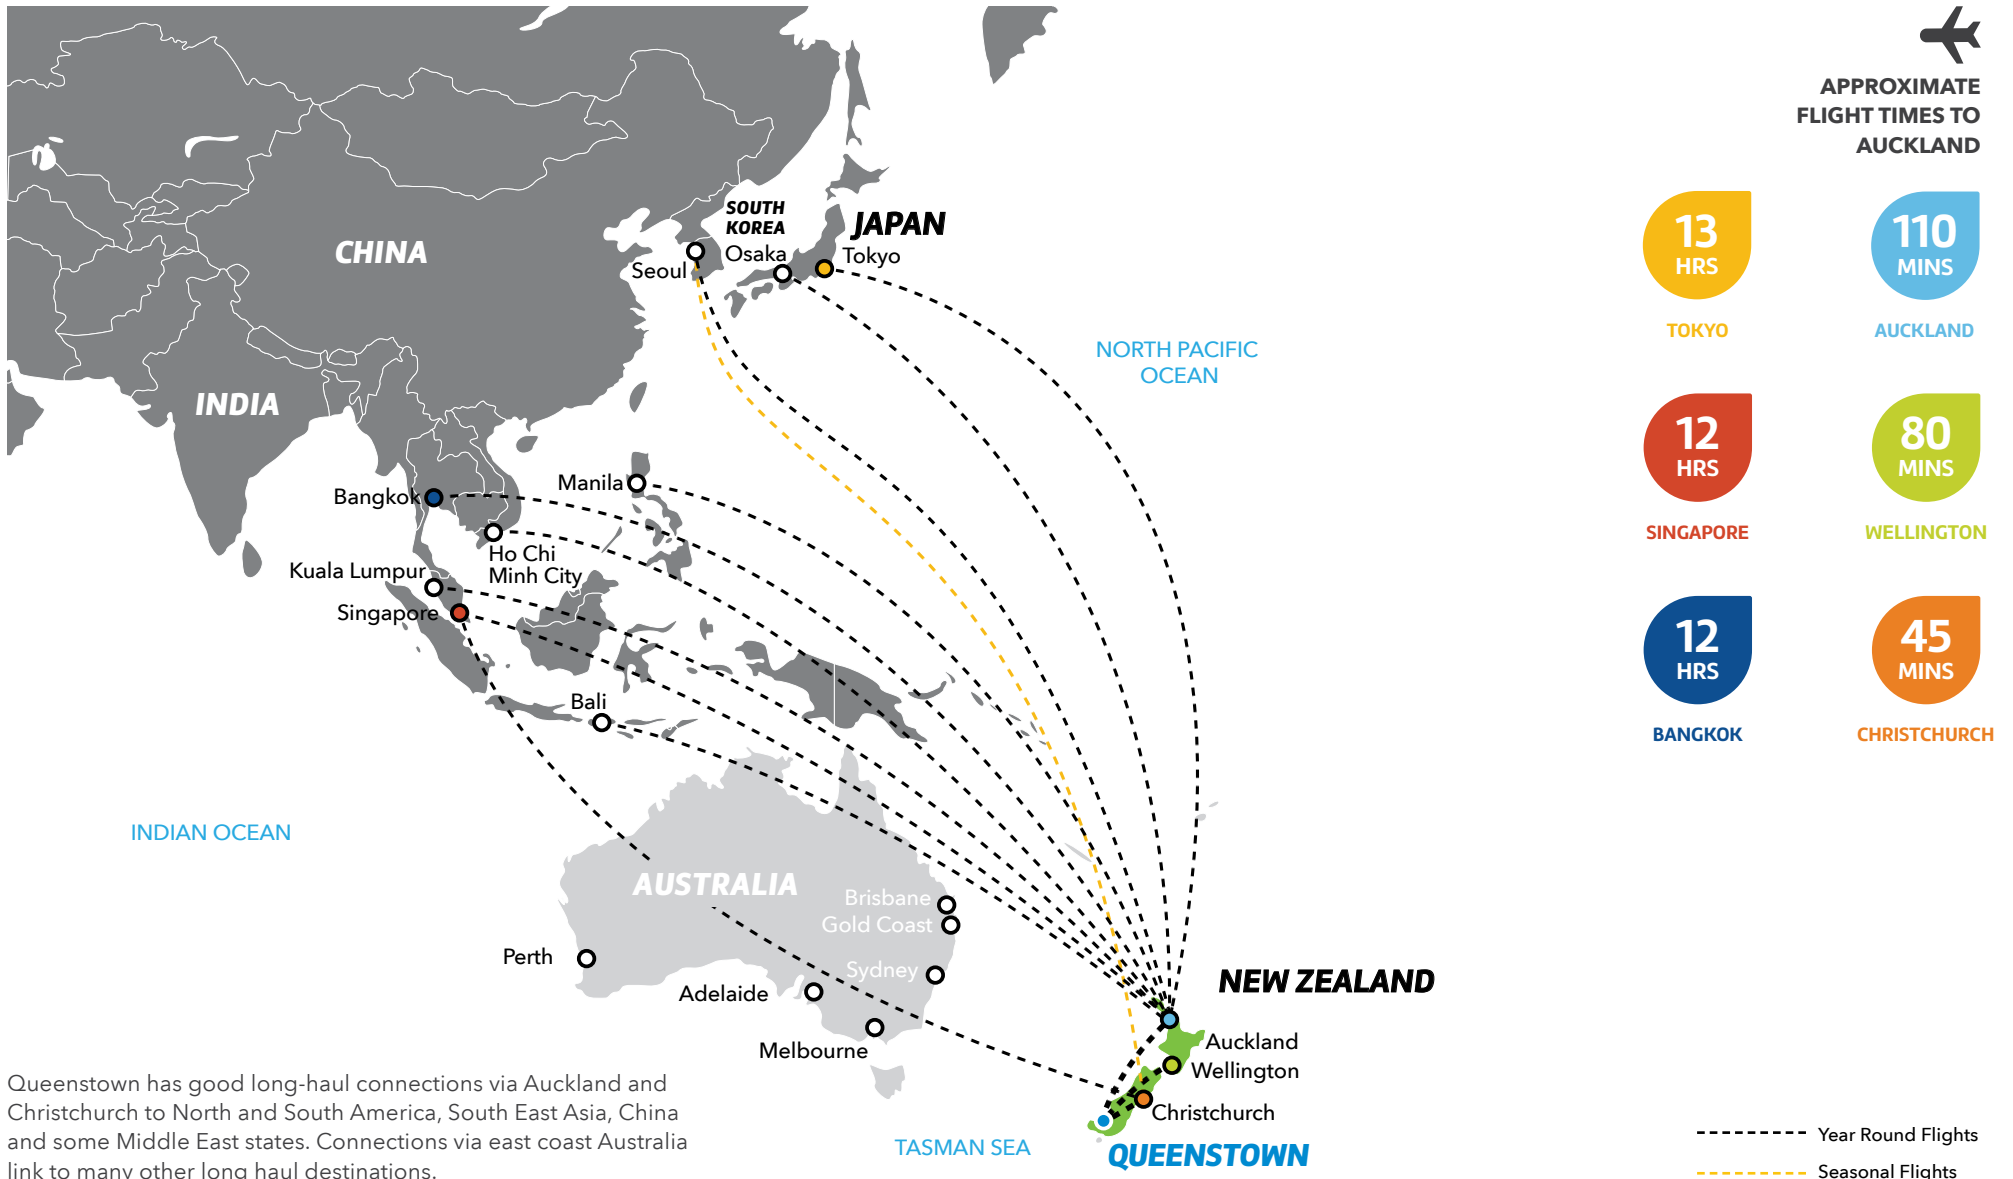 APPROXIMATE
FLIGHT TIMES TO
AUCKLAND
13
HRS
TOKYO
110
MINS
AUCKLAND
12
HRS
SINGAPORE
80
MINS
WELLINGTON
12
HRS
BANGKOK
45
MINS
CHRISTCHURCH
CHINA
INDIA
SOUTH
KOREA
JAPAN
Seoul
Osaka
Tokyo
NORTH PACIFIC
OCEAN
Bangkok
Manila
Ho Chi
Minh City
Kuala Lumpur
Singapore
Bali
INDIAN OCEAN
AUSTRALIA
Brisbane
Gold Coast
Sydney
Perth
Adelaide
Melbourne
NEW ZEALAND
Auckland
Wellington
Christchurch
QUEENSTOWN
TASMAN SEA
Queenstown has good long-haul connections via Auckland and
Christchurch to North and South America, South East Asia, China
and some Middle East states. Connections via east coast Australia
link to many other long haul destinations.
Year Round Flights
Seasonal Flights